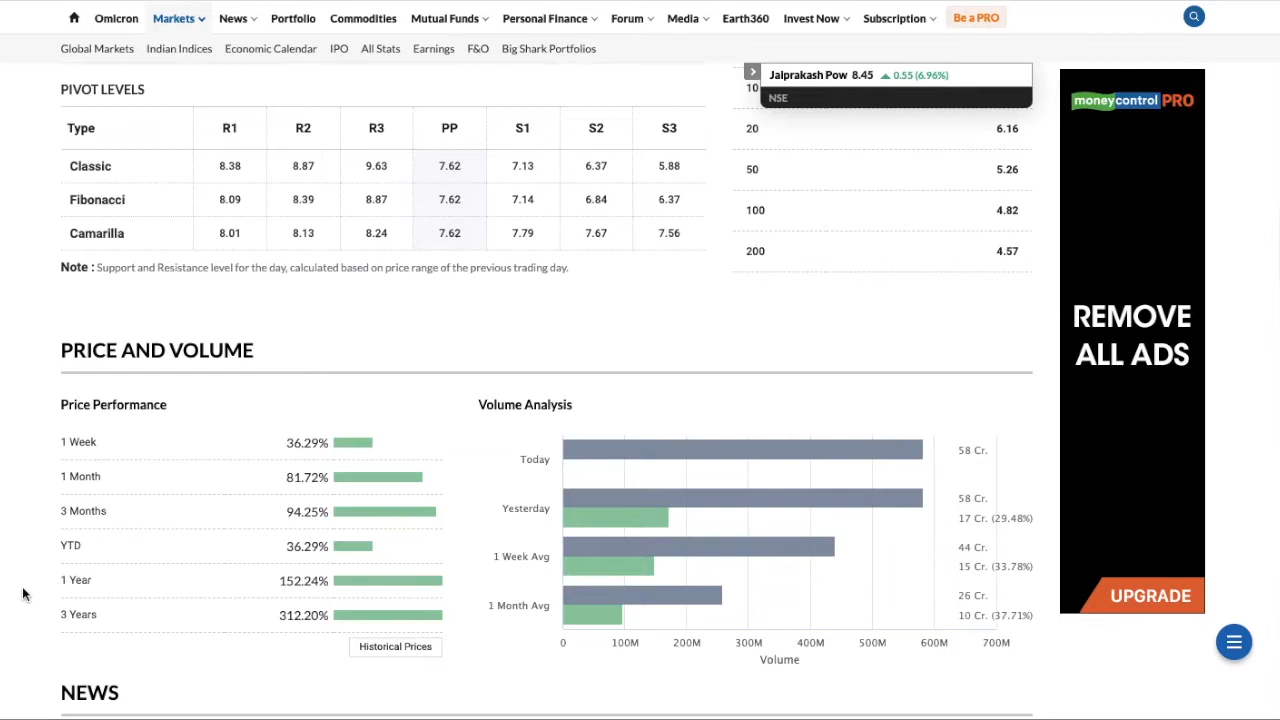 Omicron Markets News Portfolio Commodities Mutual Funds Personal Finance Forum Media Earth360 Invest Now Subscription Be a PRO
Global Markets Indian Indices Economic Calendar IPO All Stats Earnings F&O Big Shark Portfolios
Jaiprakash Pow 8.45 0.55 (6.96%)
NSE
PIVOT LEVELS
Type R1 R2 R3 PP S1 S2 S3
Classic 8.38 8.87 9.63 7.62 7.13 6.37 5.88
Fibonacci 8.09 8.39 8.87 7.62 7.14 6.84 6.37
Camarilla 8.01 8.13 8.24 7.62 7.79 7.67 7.56
Note : Support and Resistance level for the day, calculated based on price range of the previous trading day.
10
20 6.16
50 5.26
100 4.82
200 4.57
PRICE AND VOLUME
Price Performance
1 Week 36.29%
1 Month 81.72%
3 Months 94.25%
YTD 36.29%
1 Year 152.24%
3 Years 312.20%
Historical Prices
Volume Analysis
Today 58 Cr.
Yesterday 58 Cr.
17 Cr. (29.48%)
1 Week Avg 44 Cr.
15 Cr. (33.78%)
1 Month Avg 26 Cr.
10 Cr. (37.71%)
0 100M 200M 300M 400M 500M 600M 700M
Volume
NEWS
moneycontrol PRO
REMOVE
ALL ADS
UPGRADE